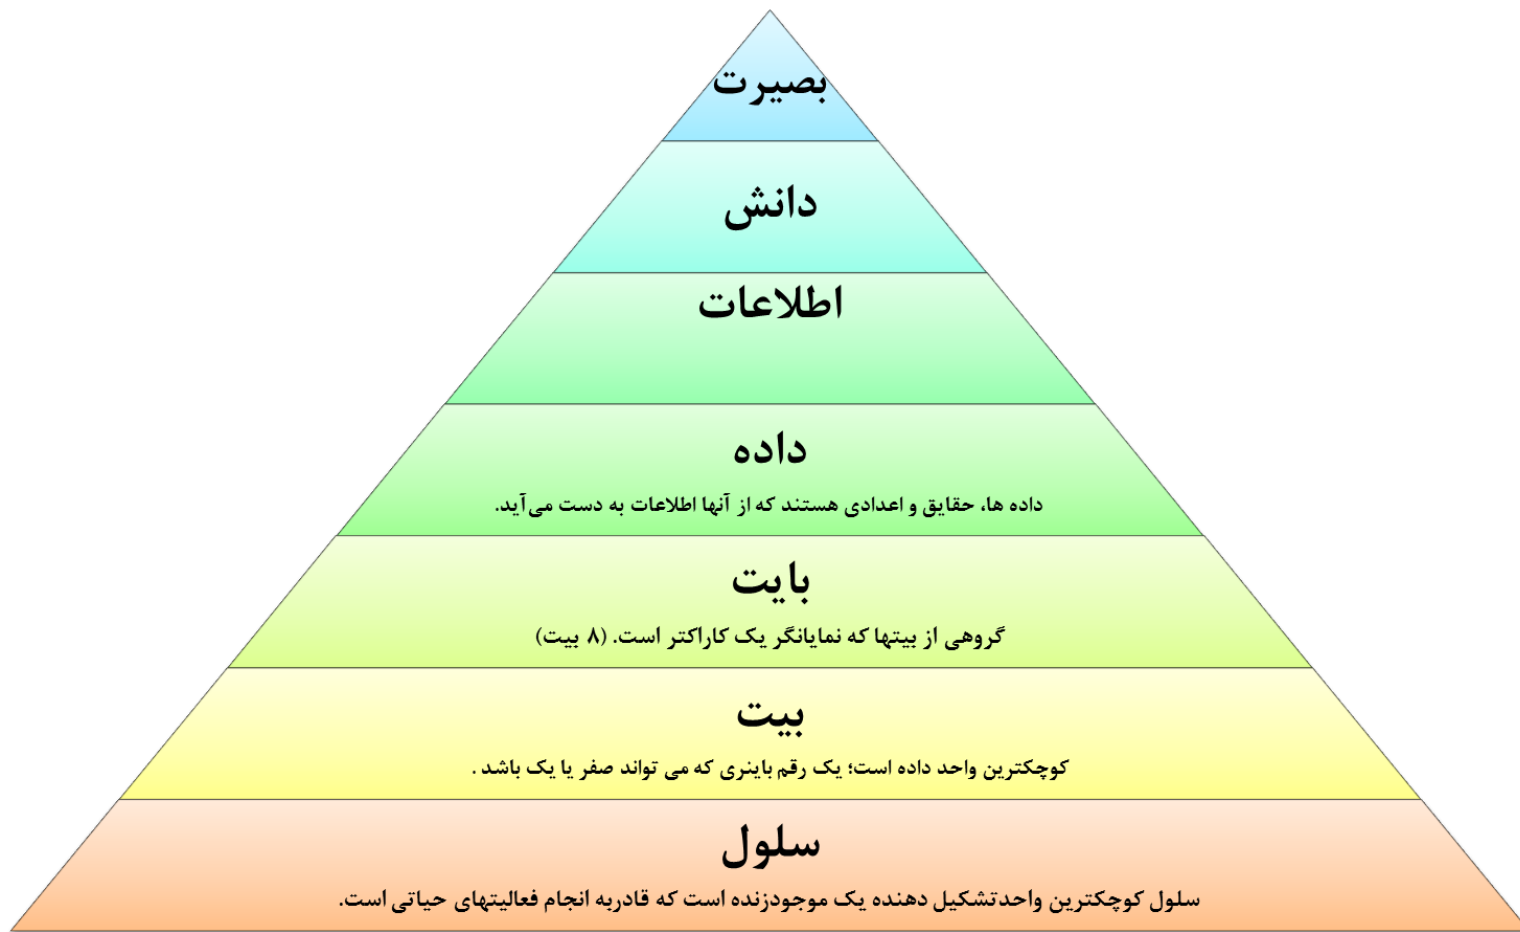 بصیرت
دانش
اطلاعات
داده
داده ها، حقایق و اعدادی هستند که از آنها اطلاعات به دست می‌آید.
بایت
گروهی از بیتها که نمایانگر یک کاراکتر است. (۸ بیت)
بیت
کوچکترین واحد داده است؛ یک رقم باینری که می تواند صفر یا یک باشد .
سلول
سلول کوچکترین واحدتشکیل دهنده یک موجودزنده است که قادربه انجام فعالیتهای حیاتی است.